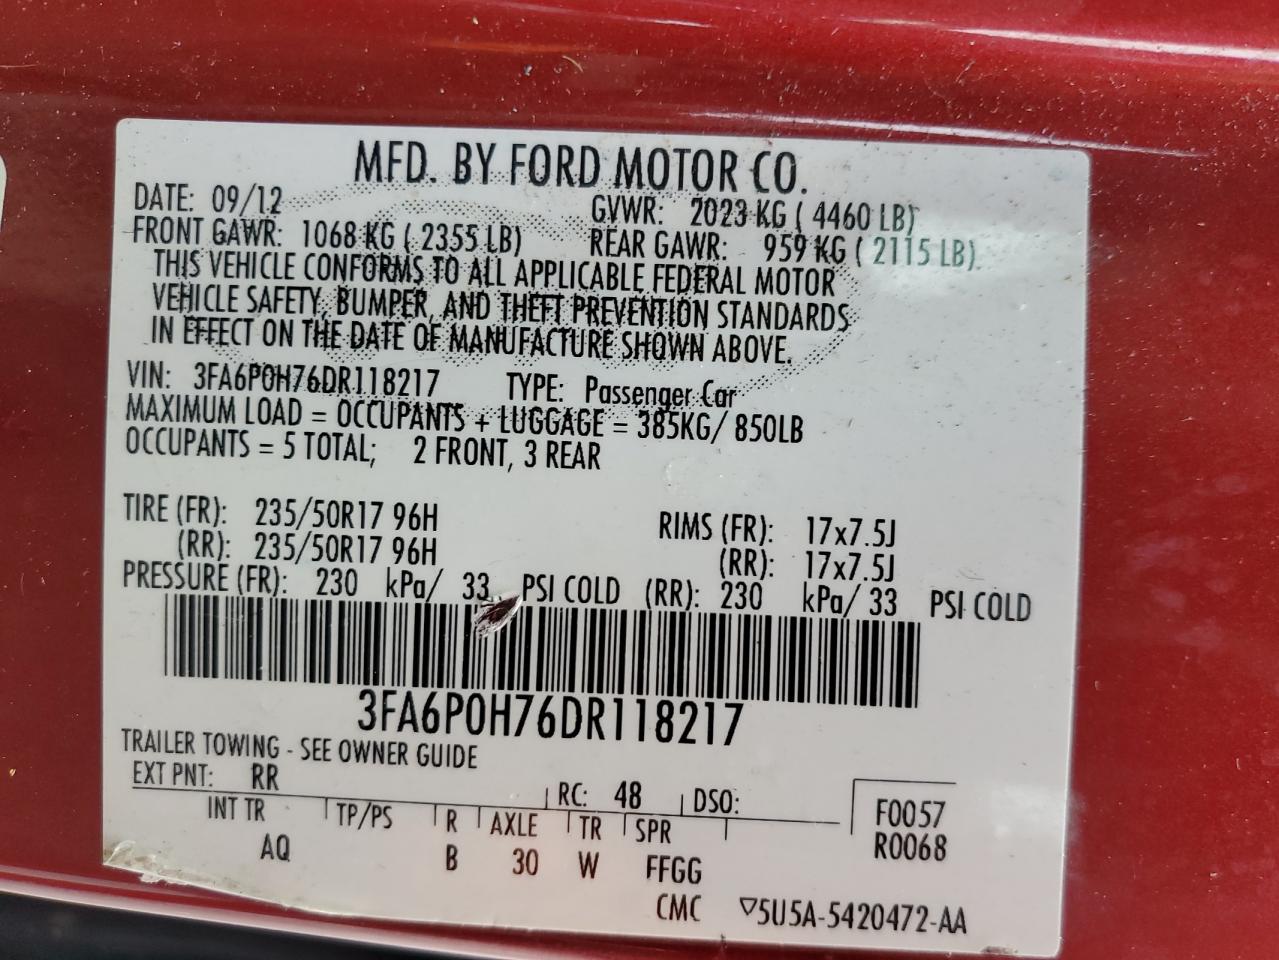 MFD. BY FORD MOTOR CO.
DATE: 09/12 GVWR: 2023 KG ( 4460 LB)
FRONT GAWR: 1068 KG ( 2355 LB) REAR GAWR: 959 KG ( 2115 LB).
THIS VEHICLE CONFORMS TO ALL APPLICABLE FEDERAL MOTOR
VEHICLE SAFETY, BUMPER, AND THEFT PREVENTION STANDARDS
IN EFFECT ON THE DATE OF MANUFACTURE SHOWN ABOVE.
VIN: 3FA6P0H76DR118217 TYPE: Passenger Car
MAXIMUM LOAD = OCCUPANTS + LUGGAGE = 385KG/ 850LB
OCCUPANTS = 5 TOTAL; 2 FRONT, 3 REAR
TIRE (FR): 235/50R17 96H RIMS (FR): 17x7.5J
(RR): 235/50R17 96H (RR): 17x7.5J
PRESSURE (FR): 230 kPa/ 33 PSI COLD (RR): 230 kPa/ 33 PSI COLD
3FA6P0H76DR118217
TRAILER TOWING - SEE OWNER GUIDE
EXT PNT: RR RC: 48 DSO: F0057
INT TR TP/PS R AXLE TR SPR R0068
AQ B 30 W FFGG
CMC ▽5U5A-5420472-AA